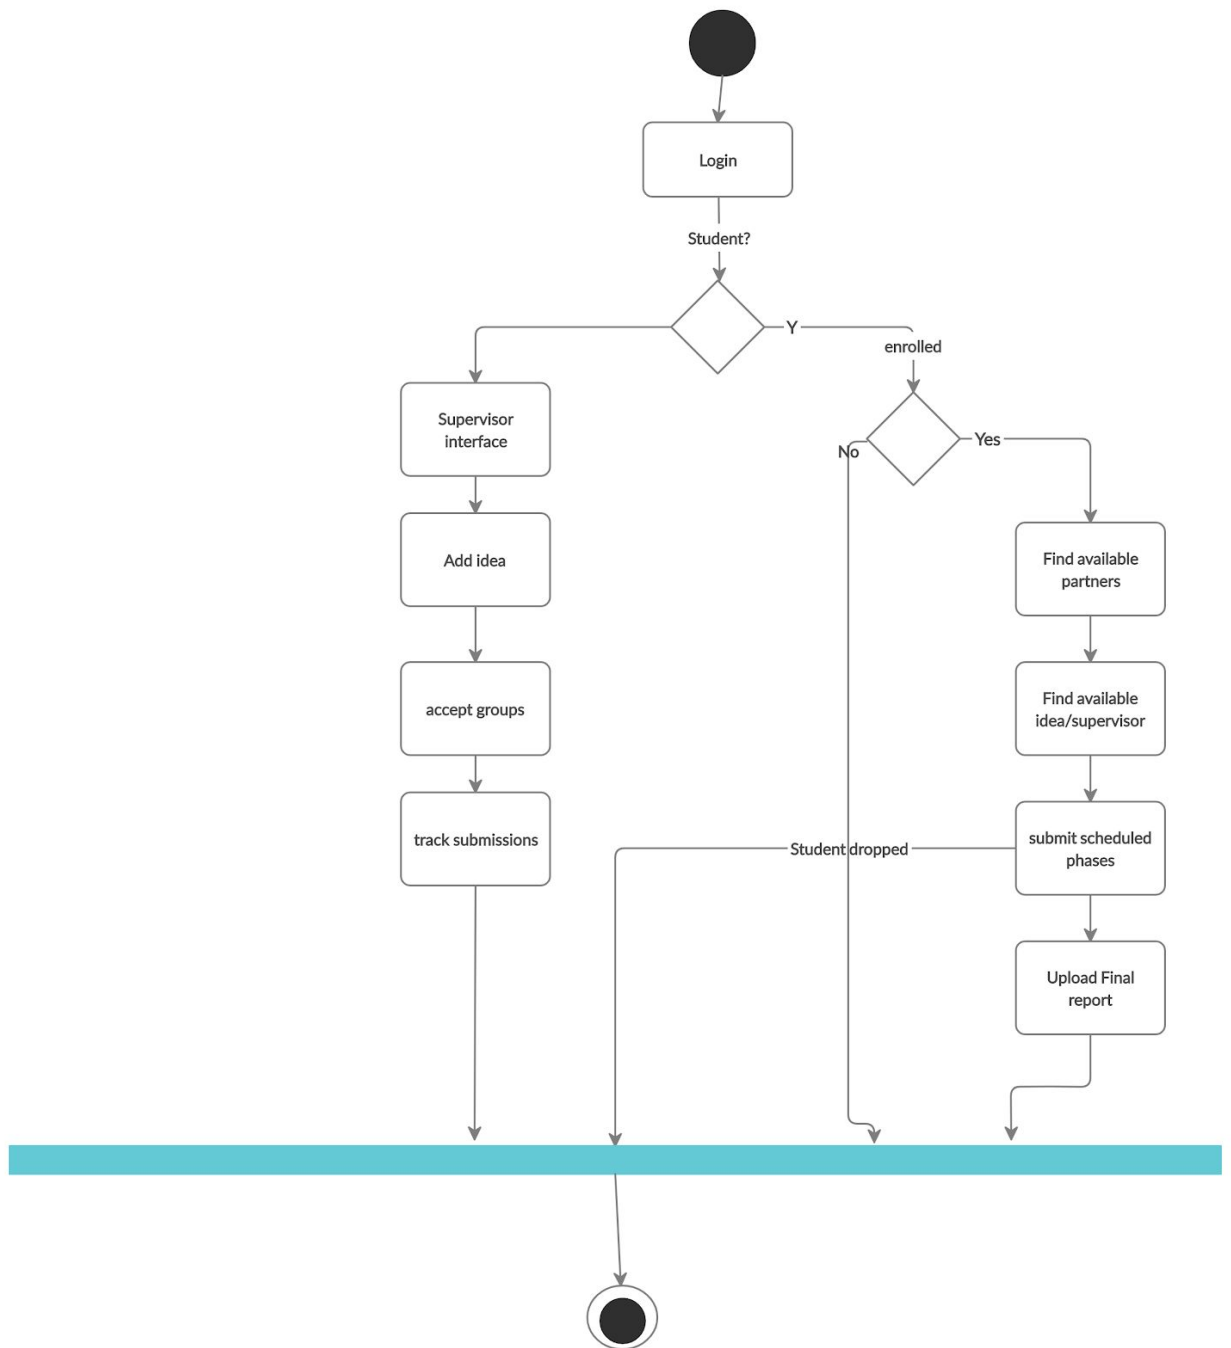 Login
Student?
Y
enrolled
Supervisor
interface
No
Yes
Add idea
Find available
partners
accept groups
Find available
idea/supervisor
track submissions
Student dropped
submit scheduled
phases
Upload Final
report